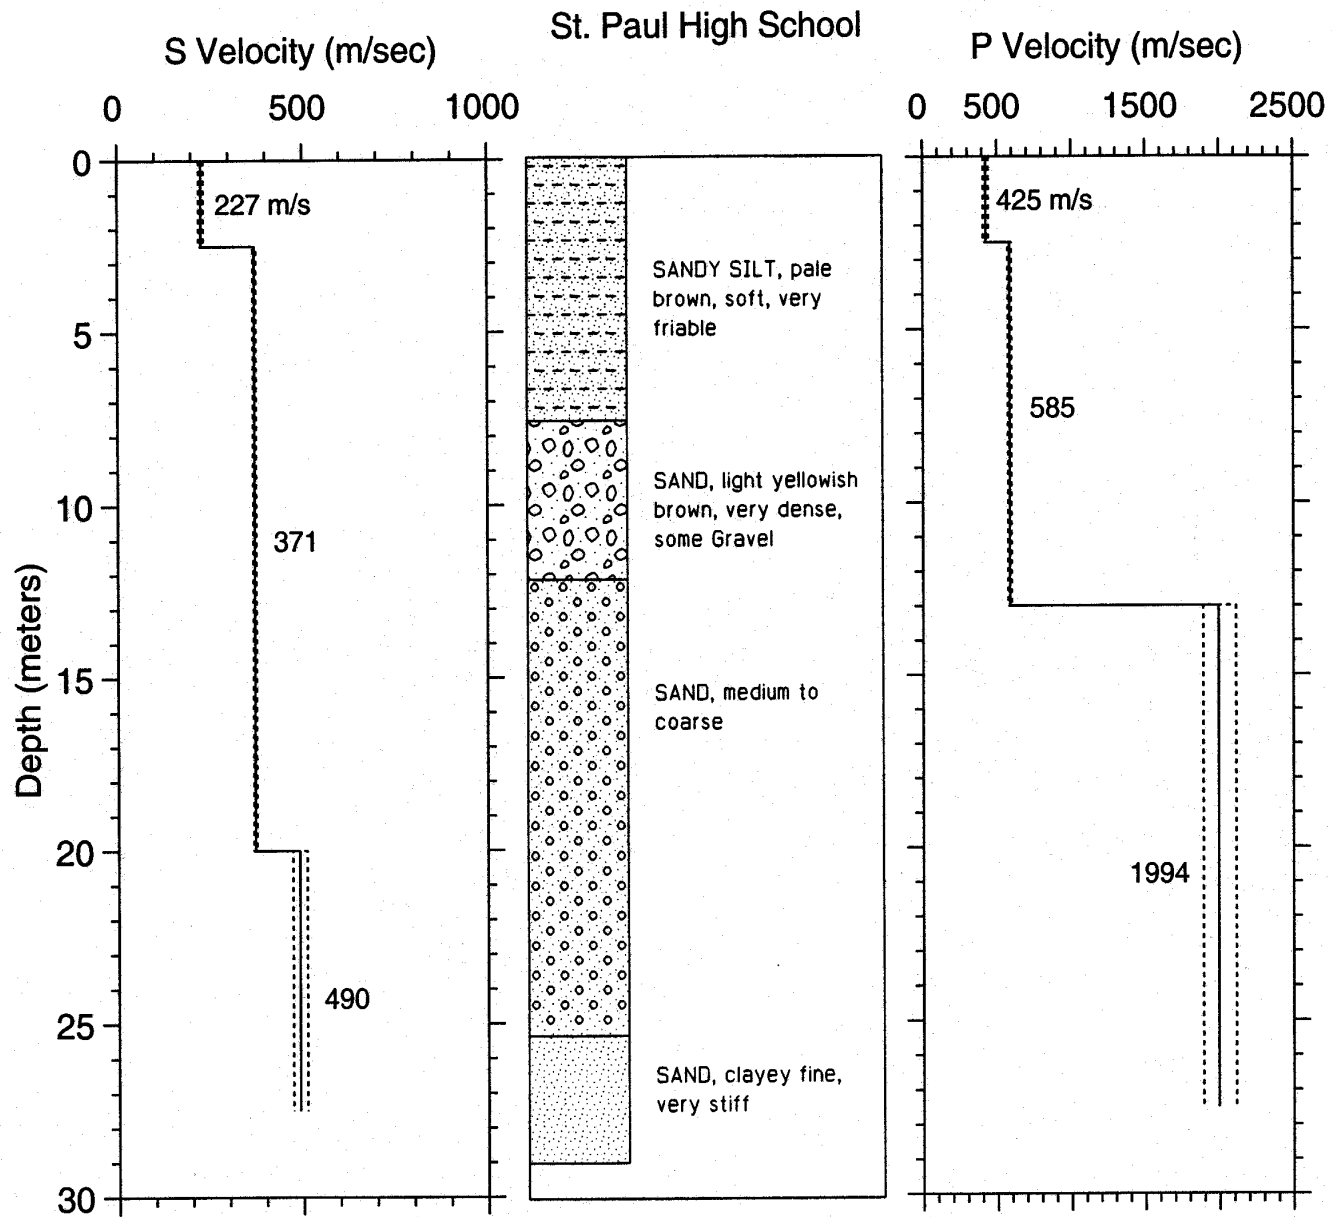 St. Paul High School
S Velocity (m/sec)
0 500 1000
P Velocity (m/sec)
0 500 1500 2500
Depth (meters)
0
5
10
15
20
25
30
227 m/s
371
490
SANDY SILT, pale
brown, soft, very
friable
SAND, light yellowish
brown, very dense,
some Gravel
SAND, medium to
coarse
SAND, clayey fine,
very stiff
425 m/s
585
1994